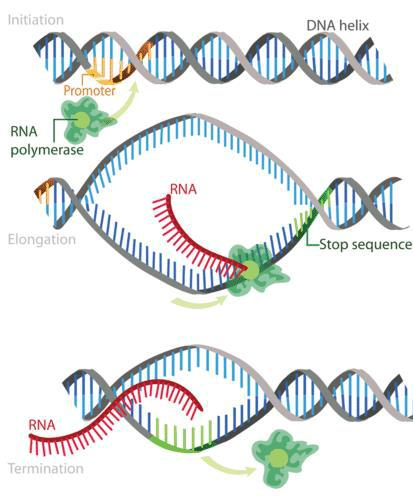 Initiation
DNA helix
Promoter
RNA
polymerase
RNA
Elongation
Stop sequence
RNA
Termination